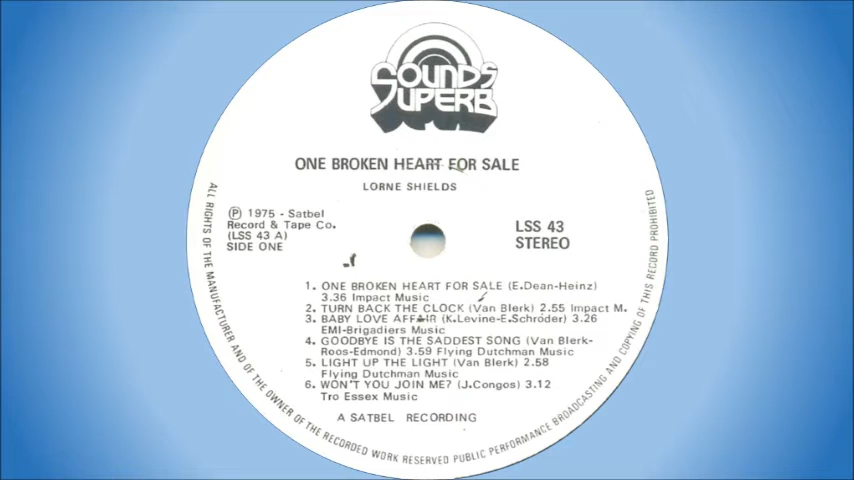 SOUNDS
SUPERB
ONE BROKEN HEART FOR SALE
LORNE SHIELDS
Ⓟ 1975 - Satbel
Record & Tape Co.
(LSS 43 A)
SIDE ONE
LSS 43
STEREO
1. ONE BROKEN HEART FOR SALE (E.Dean-Heinz)
3.36 Impact Music
2. TURN BACK THE CLOCK (Van Blerk) 2.55 Impact M.
3. BABY LOVE AFFAIR (K.Levine-E.Schroder) 3.26
EMI-Brigadiers Music
4. GOODBYE IS THE SADDEST SONG (Van Blerk-
Roos-Edmond) 3.59 Flying Dutchman Music
5. LIGHT UP THE LIGHT (Van Blerk) 2.58
Flying Dutchman Music
6. WON'T YOU JOIN ME? (J.Congos) 3.12
Tro Essex Music
A SATBEL RECORDING
ALL RIGHTS OF THE MANUFACTURER AND OF THE OWNER OF THE RECORDED WORK RESERVED PUBLIC PERFORMANCE BROADCASTING AND COPYING OF THIS RECORD PROHIBITED